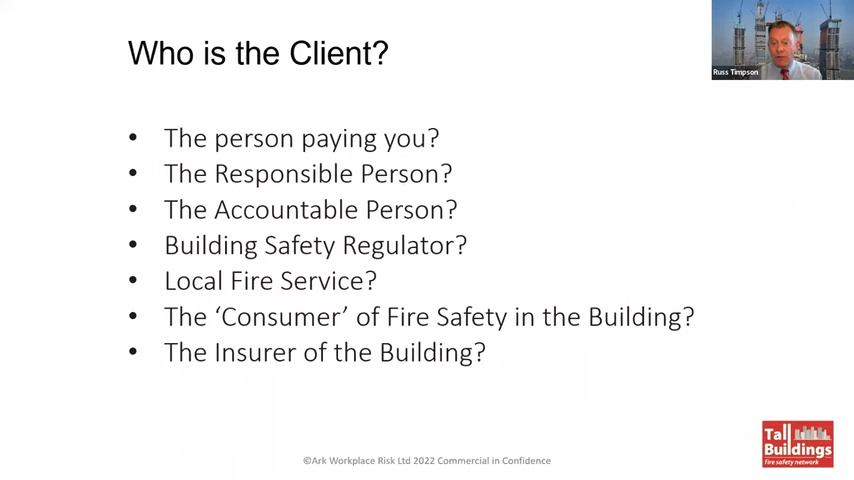 Who is the Client?
Russ Timpson
• The person paying you?
• The Responsible Person?
• The Accountable Person?
• Building Safety Regulator?
• Local Fire Service?
• The ‘Consumer’ of Fire Safety in the Building?
• The Insurer of the Building?
Tall
Buildings
fire safety network
©Ark Workplace Risk Ltd 2022 Commercial in Confidence